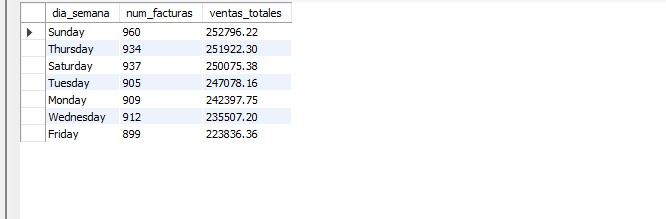 dia_semana num_facturas ventas_totales
Sunday 960 252796.22
Thursday 934 251922.30
Saturday 937 250075.38
Tuesday 905 247078.16
Monday 909 242397.75
Wednesday 912 235507.20
Friday 899 223836.36